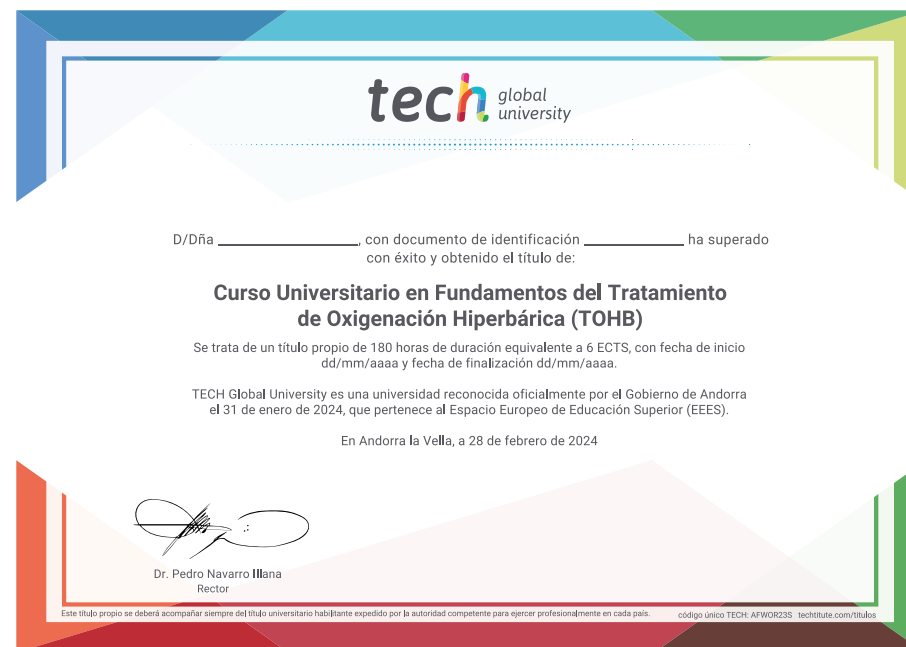 tech global
university
D/Dña ______________, con documento de identificación __________ ha superado
con éxito y obtenido el título de:
Curso Universitario en Fundamentos del Tratamiento
de Oxigenación Hiperbárica (TOHB)
Se trata de un título propio de 180 horas de duración equivalente a 6 ECTS, con fecha de inicio
dd/mm/aaaa y fecha de finalización dd/mm/aaaa.
TECH Global University es una universidad reconocida oficialmente por el Gobierno de Andorra
el 31 de enero de 2024, que pertenece al Espacio Europeo de Educación Superior (EEES).
En Andorra la Vella, a 28 de febrero de 2024
Dr. Pedro Navarro Illana
Rector
Este título propio se deberá acompañar siempre del título universitario habilitante expedido por la autoridad competente para ejercer profesionalmente en cada país.
código único TECH: AFWOR23S techtitute.com/titulos